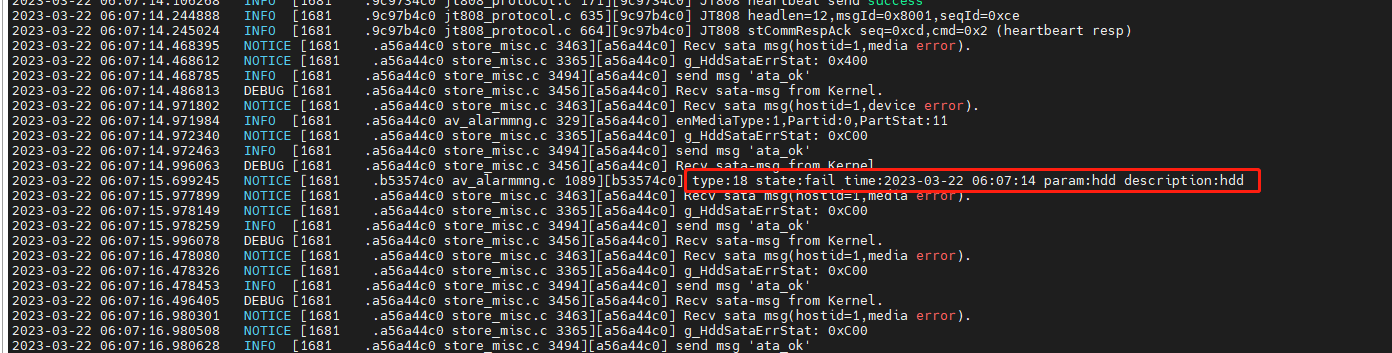 2023-03-22 06:07:14.106268 INFO [1681 .9c9734c0 jt808_protocol.c 171][9c9734c0] JT808 heartbeat send success
2023-03-22 06:07:14.244888 INFO [1681 .9c97b4c0 jt808_protocol.c 635][9c97b4c0] JT808 headlen=12,msgId=0x8001,seqId=0xce
2023-03-22 06:07:14.245024 INFO [1681 .9c97b4c0 jt808_protocol.c 664][9c97b4c0] JT808 stCommRespAck seq=0xcd,cmd=0x2 (heartbeart resp)
2023-03-22 06:07:14.468395 NOTICE [1681 .a56a44c0 store_misc.c 3463][a56a44c0] Recv sata msg(hostid=1,media error).
2023-03-22 06:07:14.468612 NOTICE [1681 .a56a44c0 store_misc.c 3365][a56a44c0] g_HddSataErrStat: 0x400
2023-03-22 06:07:14.468785 INFO [1681 .a56a44c0 store_misc.c 3494][a56a44c0] send msg 'ata_ok'
2023-03-22 06:07:14.486813 DEBUG [1681 .a56a44c0 store_misc.c 3456][a56a44c0] Recv sata-msg from Kernel.
2023-03-22 06:07:14.971802 NOTICE [1681 .a56a44c0 store_misc.c 3463][a56a44c0] Recv sata msg(hostid=1,device error).
2023-03-22 06:07:14.971984 INFO [1681 .a56a44c0 av_alarmmng.c 329][a56a44c0] enMediaType:1,Partid:0,PartStat:11
2023-03-22 06:07:14.972340 NOTICE [1681 .a56a44c0 store_misc.c 3365][a56a44c0] g_HddSataErrStat: 0xC00
2023-03-22 06:07:14.972463 INFO [1681 .a56a44c0 store_misc.c 3494][a56a44c0] send msg 'ata_ok'
2023-03-22 06:07:14.996063 DEBUG [1681 .a56a44c0 store_misc.c 3456][a56a44c0] Recv sata-msg from Kernel
2023-03-22 06:07:15.699245 NOTICE [1681 .b53574c0 av_alarmmng.c 1089][b53574c0] type:18 state:fail time:2023-03-22 06:07:14 param:hdd description:hdd
2023-03-22 06:07:15.977899 NOTICE [1681 .a56a44c0 store_misc.c 3463][a56a44c0] Recv sata msg(hostid=1,media error).
2023-03-22 06:07:15.978149 NOTICE [1681 .a56a44c0 store_misc.c 3365][a56a44c0] g_HddSataErrStat: 0xC00
2023-03-22 06:07:15.978259 INFO [1681 .a56a44c0 store_misc.c 3494][a56a44c0] send msg 'ata_ok'
2023-03-22 06:07:15.996078 DEBUG [1681 .a56a44c0 store_misc.c 3456][a56a44c0] Recv sata-msg from Kernel.
2023-03-22 06:07:16.478080 NOTICE [1681 .a56a44c0 store_misc.c 3463][a56a44c0] Recv sata msg(hostid=1,media error).
2023-03-22 06:07:16.478326 NOTICE [1681 .a56a44c0 store_misc.c 3365][a56a44c0] g_HddSataErrStat: 0xC00
2023-03-22 06:07:16.478453 INFO [1681 .a56a44c0 store_misc.c 3494][a56a44c0] send msg 'ata_ok'
2023-03-22 06:07:16.496405 DEBUG [1681 .a56a44c0 store_misc.c 3456][a56a44c0] Recv sata-msg from Kernel.
2023-03-22 06:07:16.980301 NOTICE [1681 .a56a44c0 store_misc.c 3463][a56a44c0] Recv sata msg(hostid=1,media error).
2023-03-22 06:07:16.980508 NOTICE [1681 .a56a44c0 store_misc.c 3365][a56a44c0] g_HddSataErrStat: 0xC00
2023-03-22 06:07:16.980628 INFO [1681 .a56a44c0 store_misc.c 3494][a56a44c0] send msg 'ata_ok'